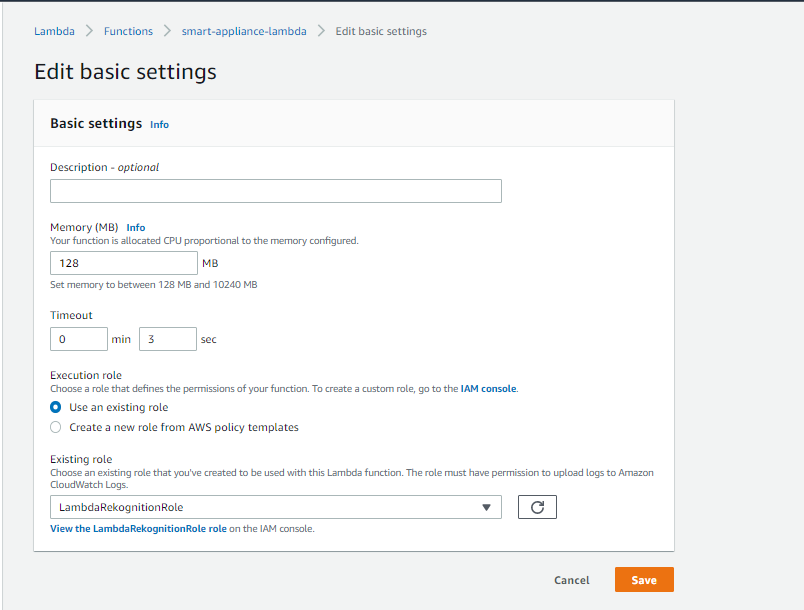 Lambda > Functions > smart-appliance-lambda > Edit basic settings
Edit basic settings
Basic settings Info
Description - optional
Memory (MB) Info
Your function is allocated CPU proportional to the memory configured.
128 MB
Set memory to between 128 MB and 10240 MB
Timeout
0 min 3 sec
Execution role
Choose a role that defines the permissions of your function. To create a custom role, go to the IAM console.
Use an existing role
Create a new role from AWS policy templates
Existing role
Choose an existing role that you've created to be used with this Lambda function. The role must have permission to upload logs to Amazon
CloudWatch Logs.
LambdaRekognitionRole
View the LambdaRekognitionRole role on the IAM console.
Cancel Save